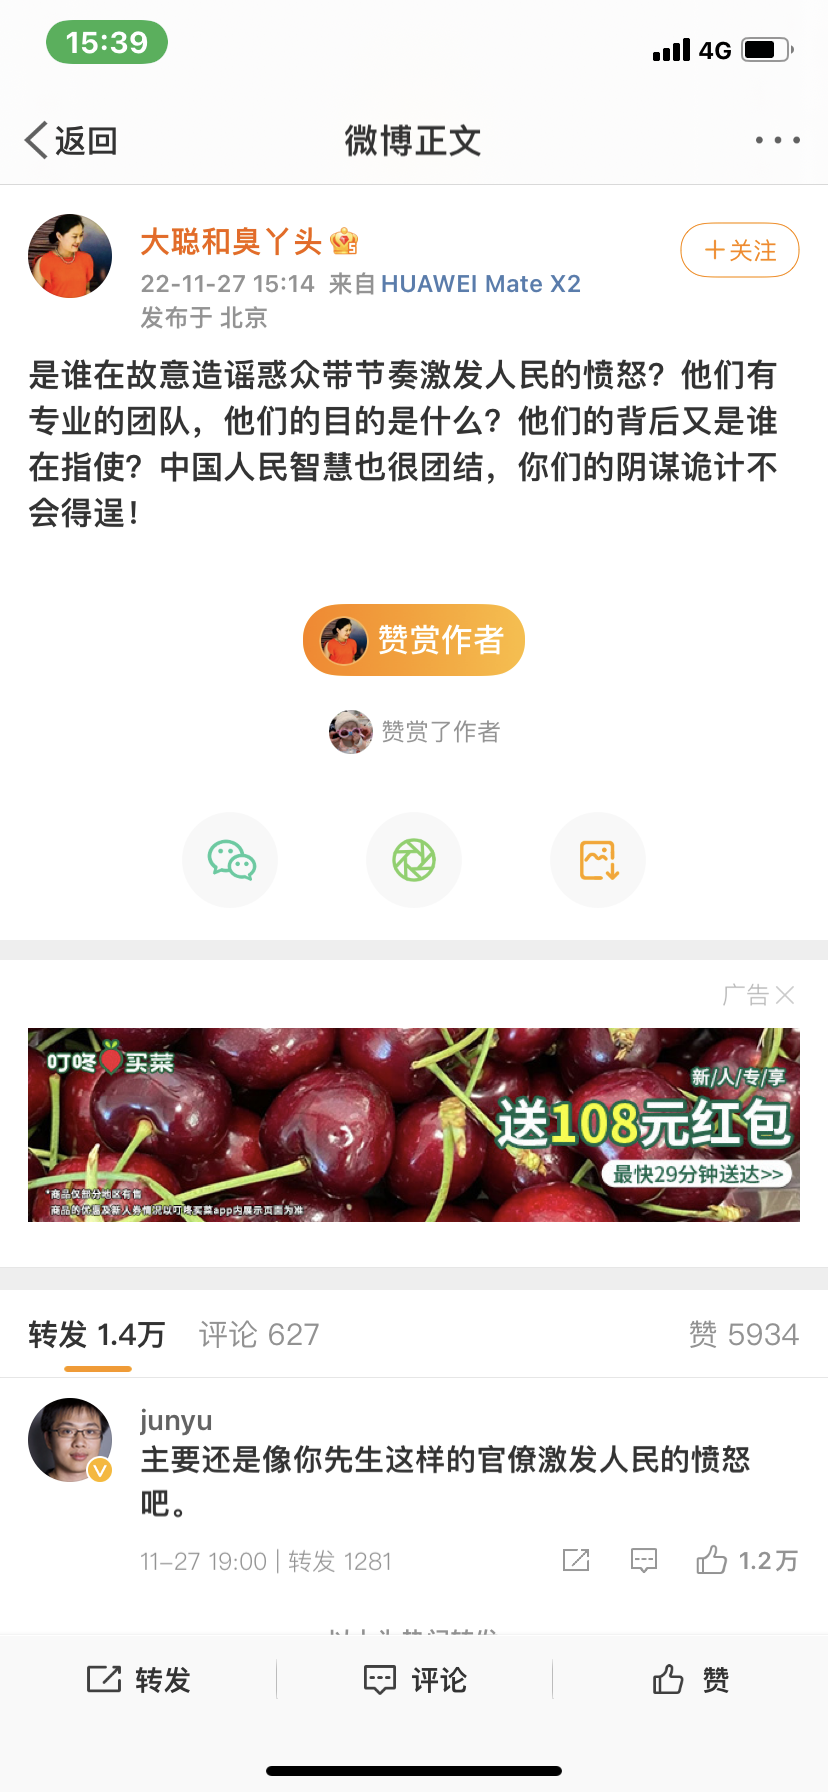 15:39
4G
返回
微博正文
大聪和臭丫头
22-11-27 15:14 来自 HUAWEI Mate X2
+关注
发布于 北京
是谁在故意造谣惑众带节奏激发人民的愤怒？他们有
专业的团队，他们的目的是什么？他们的背后又是谁
在指使？中国人民智慧也很团结，你们的阴谋诡计不
会得逞！
赞赏作者
赞赏了作者
广告
叮咚买菜
新/人/专/享
送108元红包
最快29分钟送达>>
*商品仅部分地区有售
商品的优惠及新人券情况以叮咚买菜app内展示页面为准
转发 1.4万 评论 627 赞 5934
junyu
主要还是像你先生这样的官僚激发人民的愤怒
吧。
11-27 19:00 | 转发 1281
1.2万
转发 评论 赞